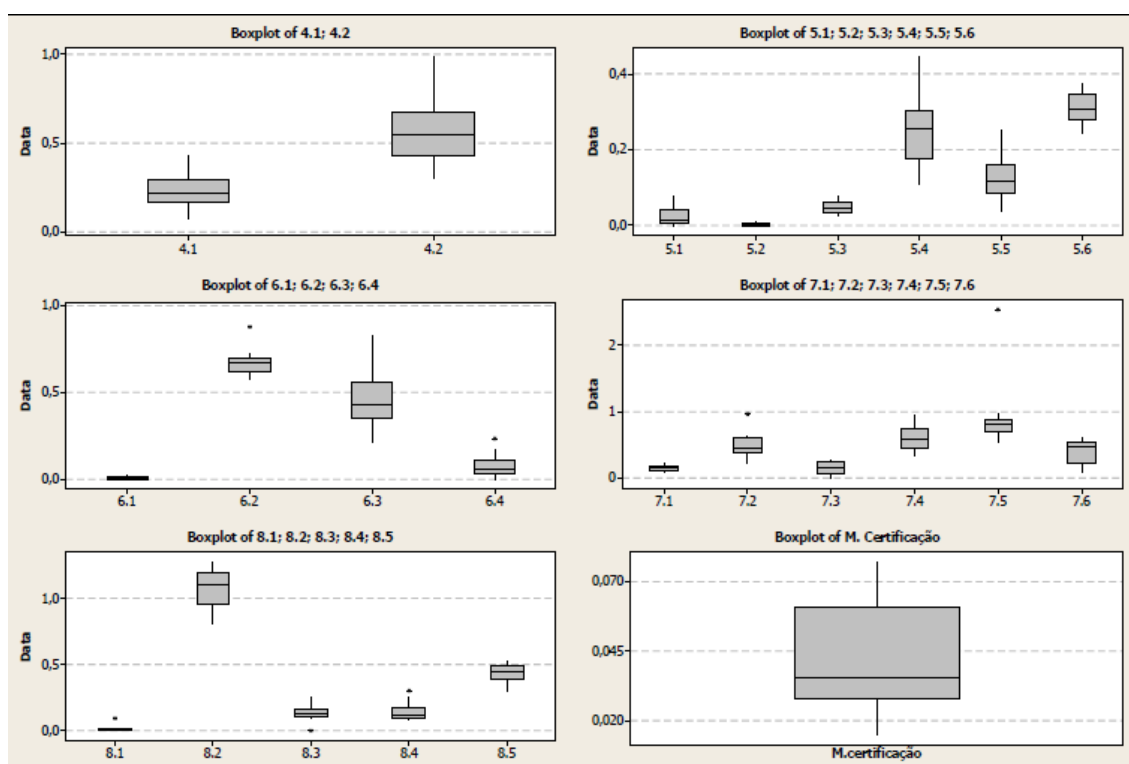 Boxplot of 4.1; 4.2
1,0
0,5
0,0
Data
4.1 4.2
Boxplot of 5.1; 5.2; 5.3; 5.4; 5.5; 5.6
0,4
0,2
0,0
Data
5.1 5.2 5.3 5.4 5.5 5.6
Boxplot of 6.1; 6.2; 6.3; 6.4
1,0
0,5
0,0
Data
6.1 6.2 6.3 6.4
Boxplot of 7.1; 7.2; 7.3; 7.4; 7.5; 7.6
2
1
0
Data
7.1 7.2 7.3 7.4 7.5 7.6
Boxplot of 8.1; 8.2; 8.3; 8.4; 8.5
1,0
0,5
0,0
Data
8.1 8.2 8.3 8.4 8.5
Boxplot of M. Certificação
0,070
0,045
0,020
M.certificação